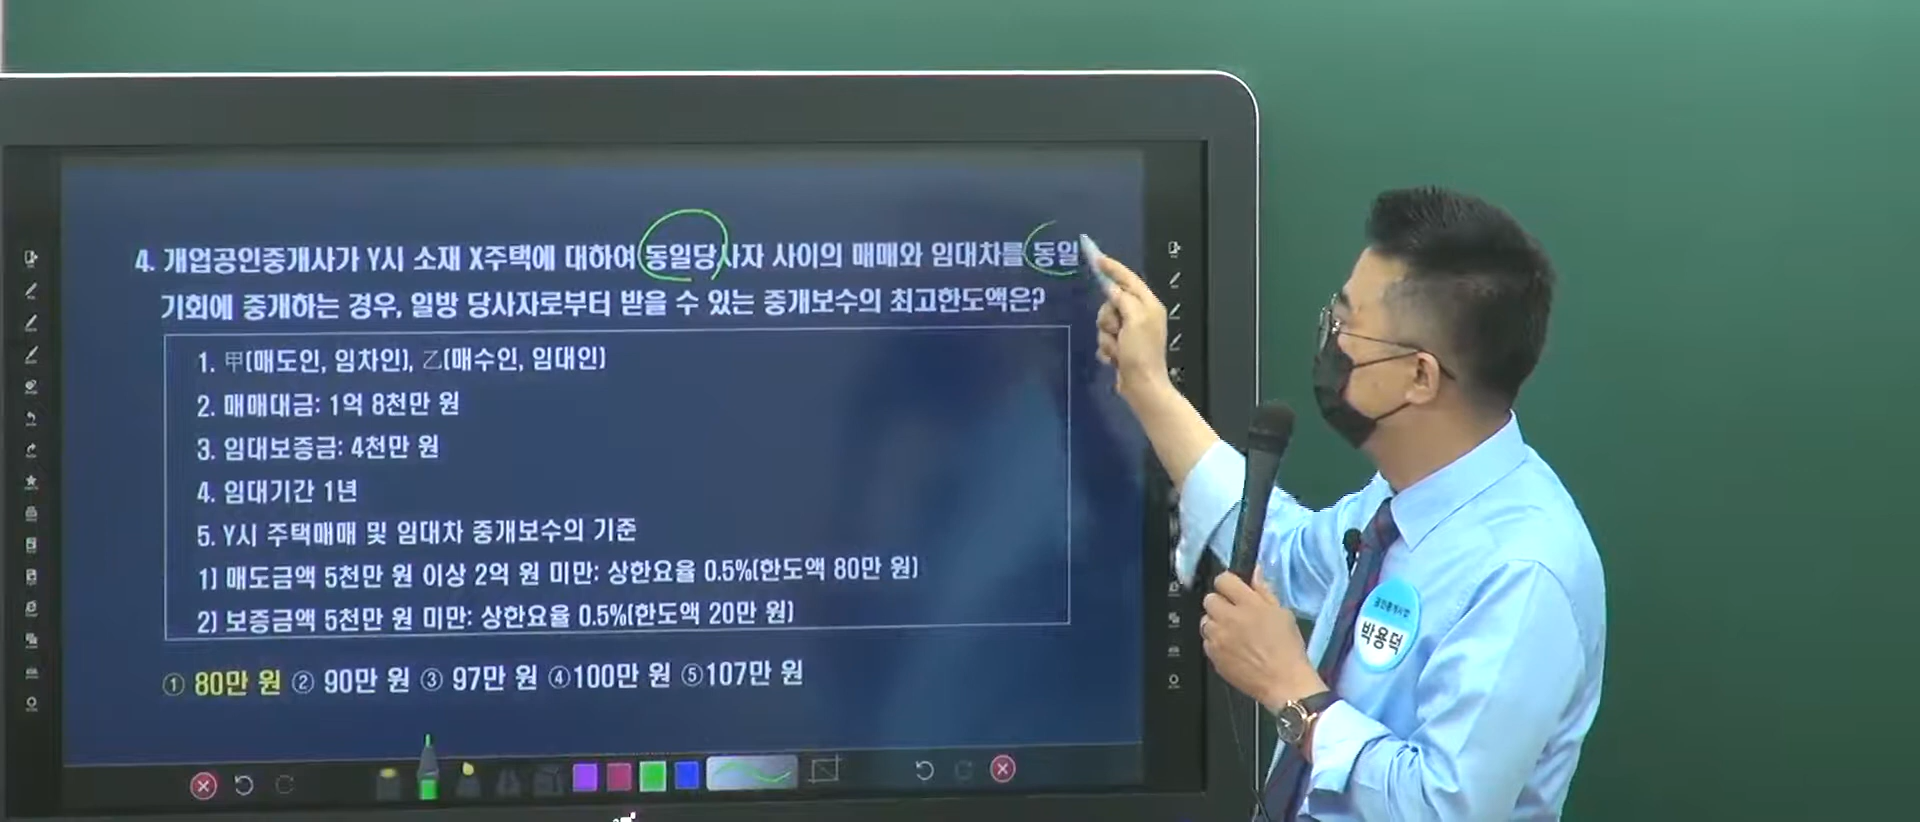 4. 개업공인중개사가 Y시 소재 X주택에 대하여 동일당사자 사이의 매매와 임대차를 동일
기회에 중개하는 경우, 일방 당사자로부터 받을 수 있는 중개보수의 최고한도액은?
1. 甲(매도인, 임차인), 乙(매수인, 임대인)
2. 매매대금: 1억 8천만 원
3. 임대보증금: 4천만 원
4. 임대기간 1년
5. Y시 주택매매 및 임대차 중개보수의 기준
1) 매도금액 5천만 원 이상 2억 원 미만: 상한요율 0.5%(한도액 80만 원)
2) 보증금액 5천만 원 미만: 상한요율 0.5%(한도액 20만 원)
① 80만 원 ② 90만 원 ③ 97만 원 ④100만 원 ⑤107만 원
공인중개사법
박용덕